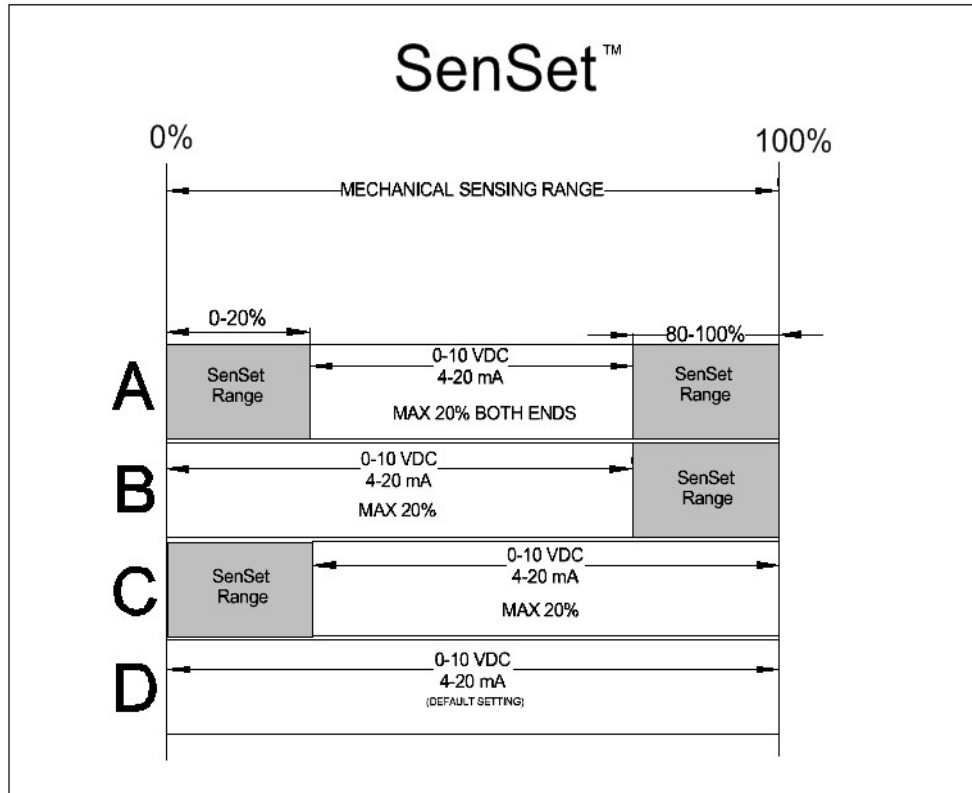 SenSet™
0%
100%
MECHANICAL SENSING RANGE
0-20%
80-100%
A
SenSet
Range
0-10 VDC
4-20 mA
MAX 20% BOTH ENDS
SenSet
Range
B
0-10 VDC
4-20 mA
MAX 20%
SenSet
Range
C
SenSet
Range
0-10 VDC
4-20 mA
MAX 20%
D
0-10 VDC
4-20 mA
(DEFAULT SETTING)